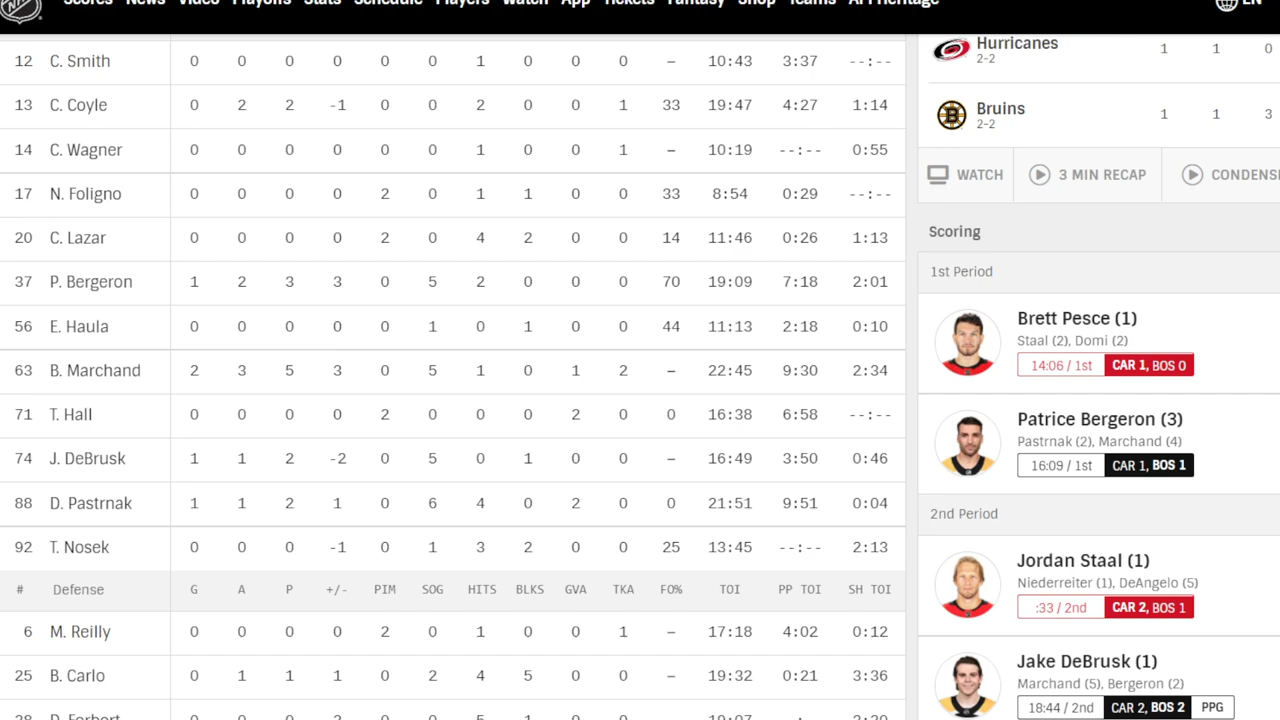 Scores News Video Playoffs Stats Schedule Players Watch App Tickets Fantasy Shop Teams API Heritage EN
12 C. Smith 0 0 0 0 0 0 1 0 0 0 – 10:43 3:37 --:--
13 C. Coyle 0 2 2 -1 0 0 2 0 0 1 33 19:47 4:27 1:14
14 C. Wagner 0 0 0 0 0 0 1 0 0 1 – 10:19 --:-- 0:55
17 N. Foligno 0 0 0 0 2 0 1 1 0 0 33 8:54 0:29 --:--
20 C. Lazar 0 0 0 0 2 0 4 2 0 0 14 11:46 0:26 1:13
37 P. Bergeron 1 2 3 3 0 5 2 0 0 0 70 19:09 7:18 2:01
56 E. Haula 0 0 0 0 0 1 0 1 0 0 44 11:13 2:18 0:10
63 B. Marchand 2 3 5 3 0 5 1 0 1 2 – 22:45 9:30 2:34
71 T. Hall 0 0 0 0 2 0 0 0 2 0 0 16:38 6:58 --:--
74 J. DeBrusk 1 1 2 -2 0 5 0 1 0 0 – 16:49 3:50 0:46
88 D. Pastrnak 1 1 2 1 0 6 4 0 2 0 0 21:51 9:51 0:04
92 T. Nosek 0 0 0 -1 0 1 3 2 0 0 25 13:45 --:-- 2:13
# Defense G A P +/- PIM SOG HITS BLKS GVA TKA FO% TOI PP TOI SH TOI
6 M. Reilly 0 0 0 0 2 0 1 0 0 1 – 17:18 4:02 0:12
25 B. Carlo 0 1 1 1 0 2 4 5 0 0 – 19:32 0:21 3:36
Hurricanes 1 1 0
2-2
Bruins 1 1 3
2-2
WATCH 3 MIN RECAP CONDENS
Scoring
1st Period
Brett Pesce (1)
Staal (2), Domi (2)
14:06 / 1st CAR 1, BOS 0
Patrice Bergeron (3)
Pastrnak (2), Marchand (4)
16:09 / 1st CAR 1, BOS 1
2nd Period
Jordan Staal (1)
Niederreiter (1), DeAngelo (5)
:33 / 2nd CAR 2, BOS 1
Jake DeBrusk (1)
Marchand (5), Bergeron (2)
18:44 / 2nd CAR 2, BOS 2 PPG